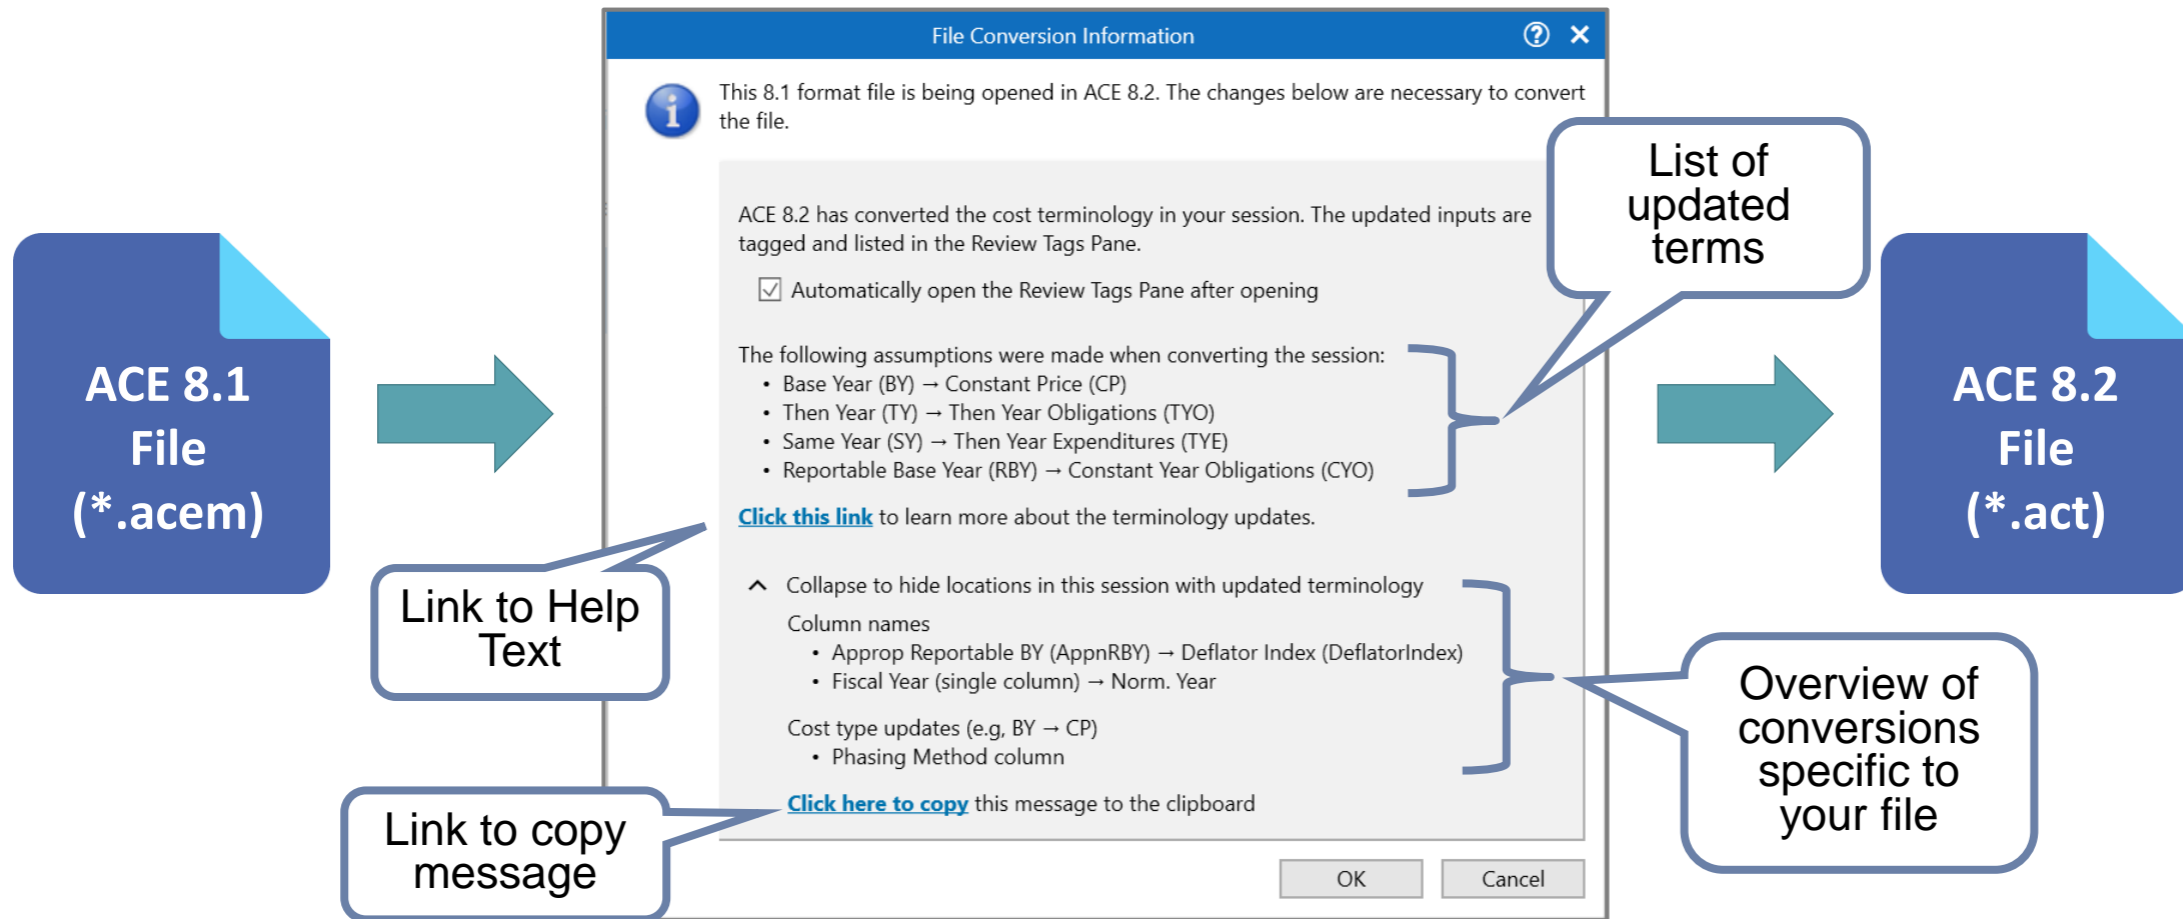 File Conversion Information
This 8.1 format file is being opened in ACE 8.2. The changes below are necessary to convert
the file.
ACE 8.2 has converted the cost terminology in your session. The updated inputs are
tagged and listed in the Review Tags Pane.
Automatically open the Review Tags Pane after opening
The following assumptions were made when converting the session:
• Base Year (BY) → Constant Price (CP)
• Then Year (TY) → Then Year Obligations (TYO)
• Same Year (SY) → Then Year Expenditures (TYE)
• Reportable Base Year (RBY) → Constant Year Obligations (CYO)
Click this link to learn more about the terminology updates.
Collapse to hide locations in this session with updated terminology
Column names
• Approp Reportable BY (AppnRBY) → Deflator Index (DeflatorIndex)
• Fiscal Year (single column) → Norm. Year
Cost type updates (e.g, BY → CP)
• Phasing Method column
Click here to copy this message to the clipboard
OK
Cancel
ACE 8.1
File
(*.acem)
List of
updated
terms
ACE 8.2
File
(*.act)
Link to Help
Text
Overview of
conversions
specific to
your file
Link to copy
message